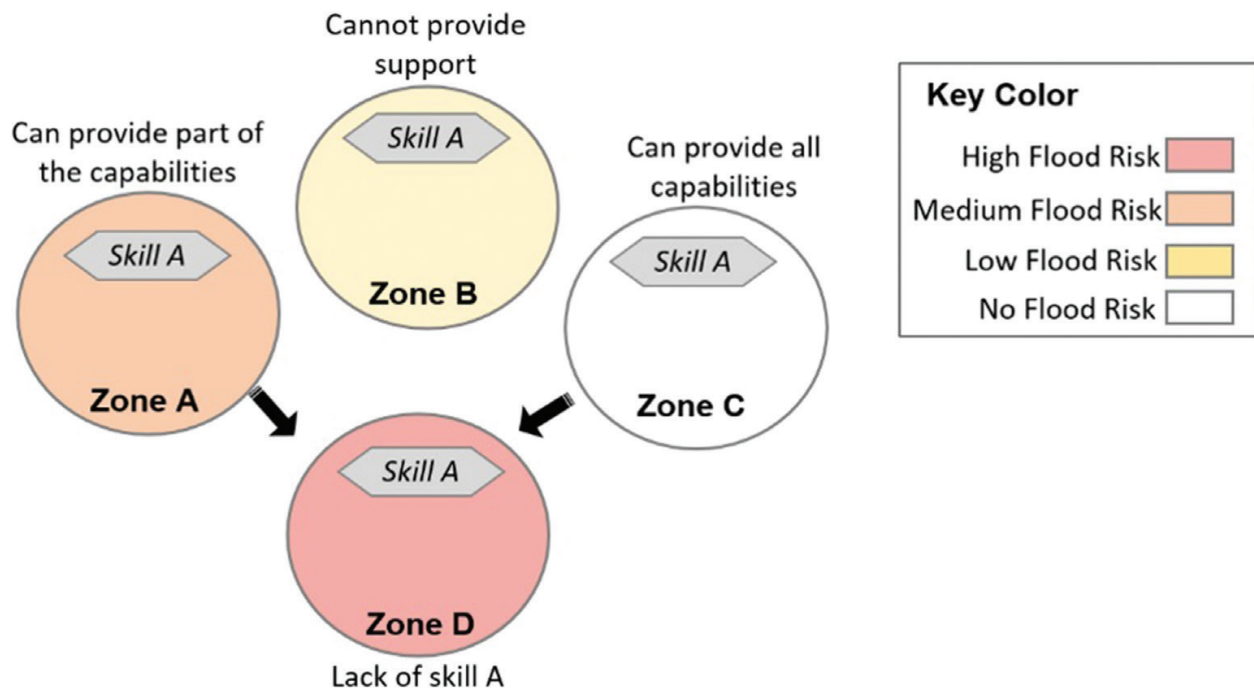 Cannot provide
support
Skill A
Zone B
Can provide part of
the capabilities
Skill A
Zone A
Can provide all
capabilities
Skill A
Zone C
Skill A
Zone D
Lack of skill A
Key Color
High Flood Risk
Medium Flood Risk
Low Flood Risk
No Flood Risk